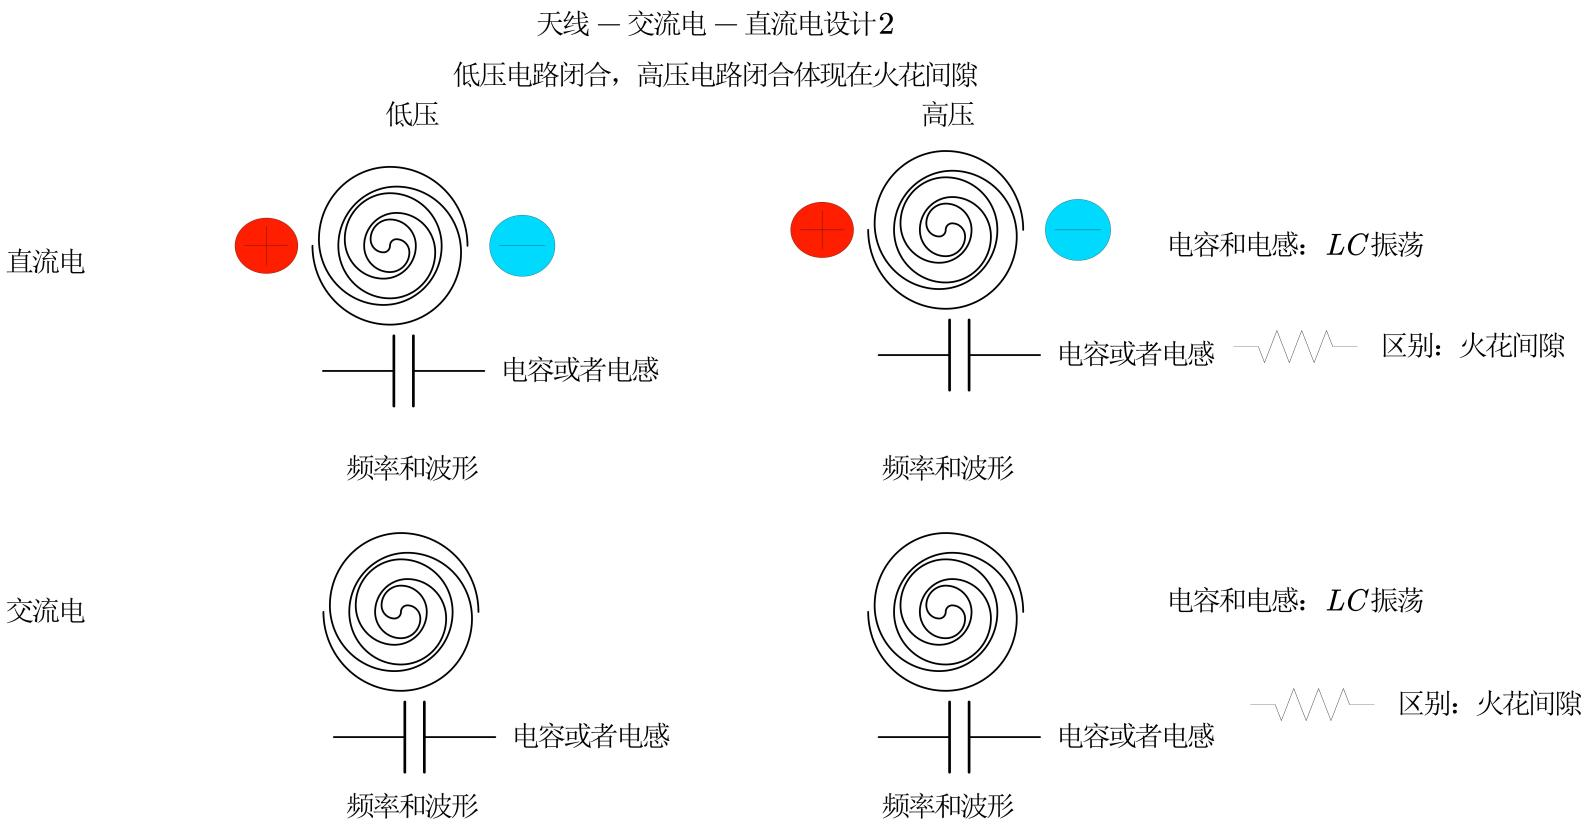 天线 — 交流电 — 直流电设计2
低压电路闭合，高压电路闭合体现在火花间隙
低压
高压
直流电
+
−
+
−
电容和电感：LC振荡
电容或者电感
电容或者电感
区别：火花间隙
频率和波形
频率和波形
交流电
电容和电感：LC振荡
区别：火花间隙
电容或者电感
电容或者电感
频率和波形
频率和波形